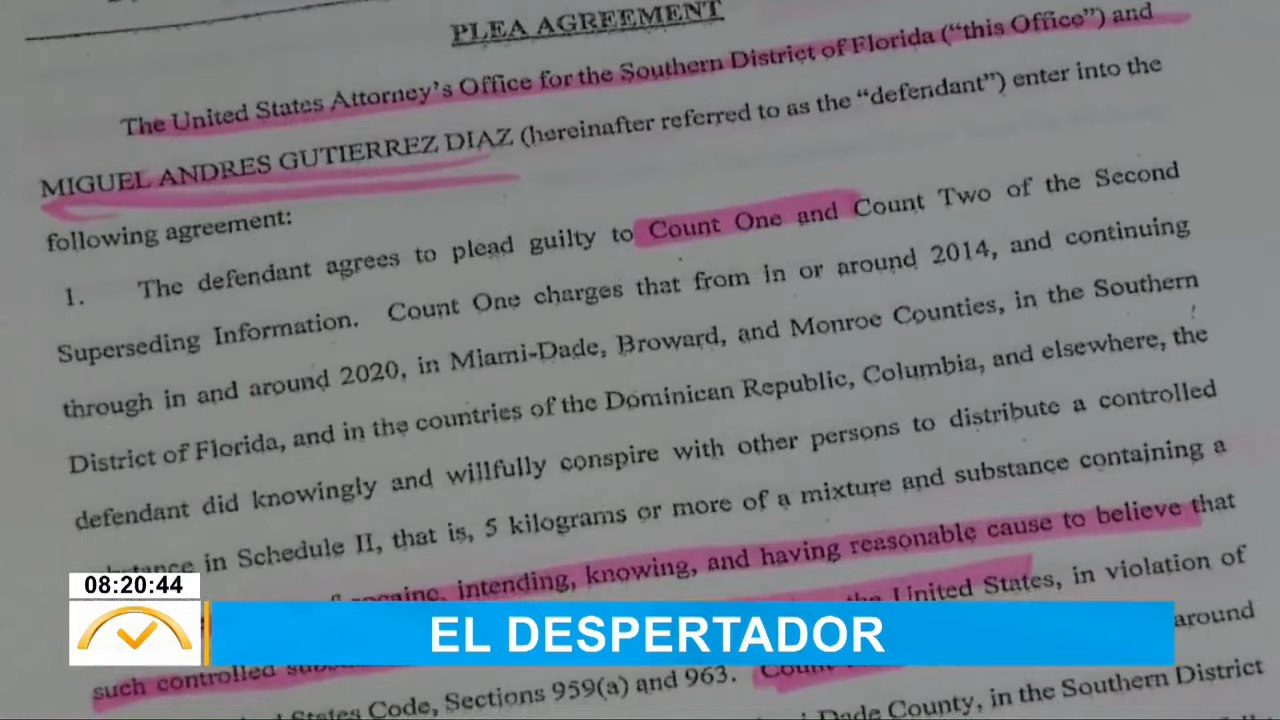 PLEA AGREEMENT
The United States Attorney's Office for the Southern District of Florida ("this Office") and
MIGUEL ANDRES GUTIERREZ DIAZ (hereinafter referred to as the "defendant") enter into the
following agreement:
1. The defendant agrees to plead guilty to Count One and Count Two of the Second
Superseding Information. Count One charges that from in or around 2014, and continuing
through in and around 2020, in Miami-Dade, Broward, and Monroe Counties, in the Southern
District of Florida, and in the countries of the Dominican Republic, Columbia, and elsewhere, the
defendant did knowingly and willfully conspire with other persons to distribute a controlled
in Schedule II, that is, 5 kilograms or more of a mixture and substance containing a
cocaine, intending, knowing, and having reasonable cause to believe that
the United States, in violation of
such controlled
States Code, Sections 959(a) and 963. Count
around
Dade County, in the Southern District
08:20:44
EL DESPERTADOR